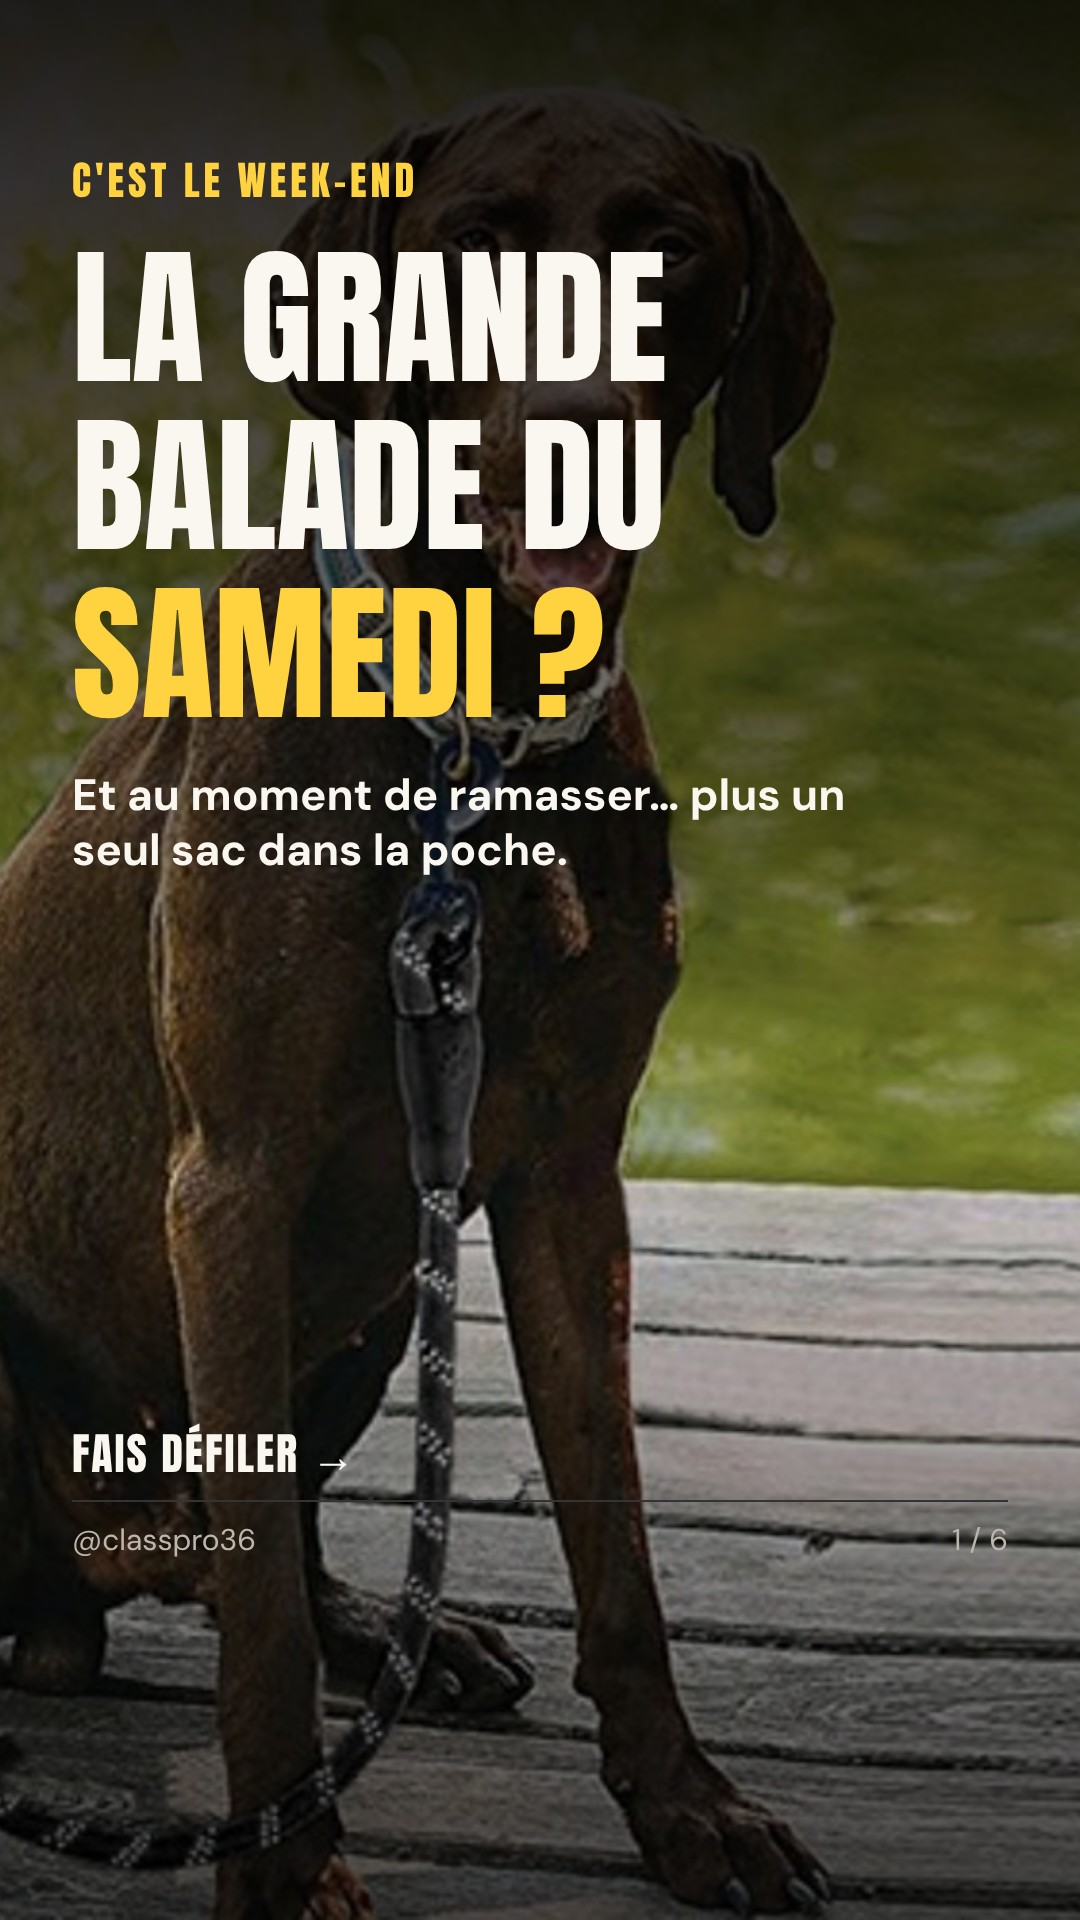 C'EST LE WEEK-END
LA GRANDE
BALADE DU
SAMEDI ?
Et au moment de ramasser... plus un
seul sac dans la poche.
FAIS DÉFILER →
@classpro36
1 / 6